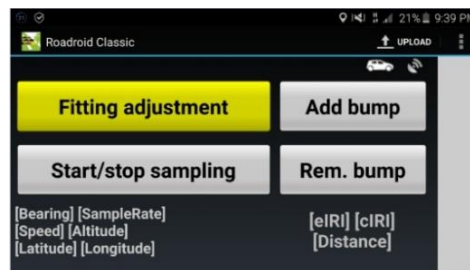 21% 9:39 PM
Roadroid Classic
UPLOAD
Fitting adjustment
Add bump
Start/stop sampling
Rem. bump
[Bearing] [SampleRate]
[Speed] [Altitude]
[Latitude] [Longitude]
[eIRI] [cIRI]
[Distance]